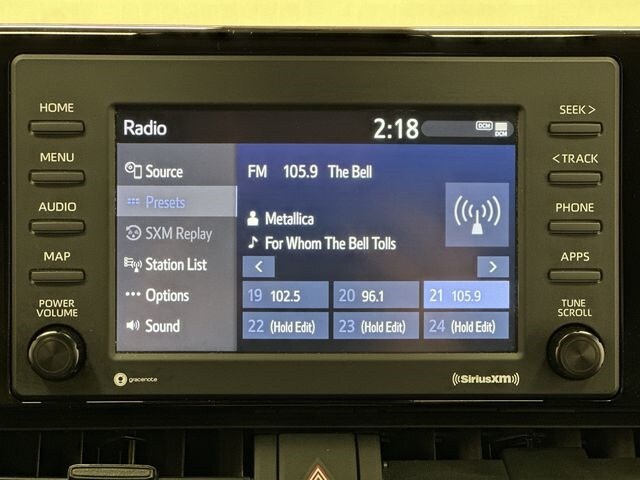 HOME
MENU
AUDIO
MAP
POWER
VOLUME
Radio
2:18
DCM
DCM
Source
Presets
SXM Replay
Station List
Options
Sound
FM 105.9 The Bell
Metallica
For Whom The Bell Tolls
< >
19 102.5 20 96.1 21 105.9
22 (Hold Edit) 23 (Hold Edit) 24 (Hold Edit)
SEEK >
< TRACK
PHONE
APPS
TUNE
SCROLL
gracenote
((SiriusXM))